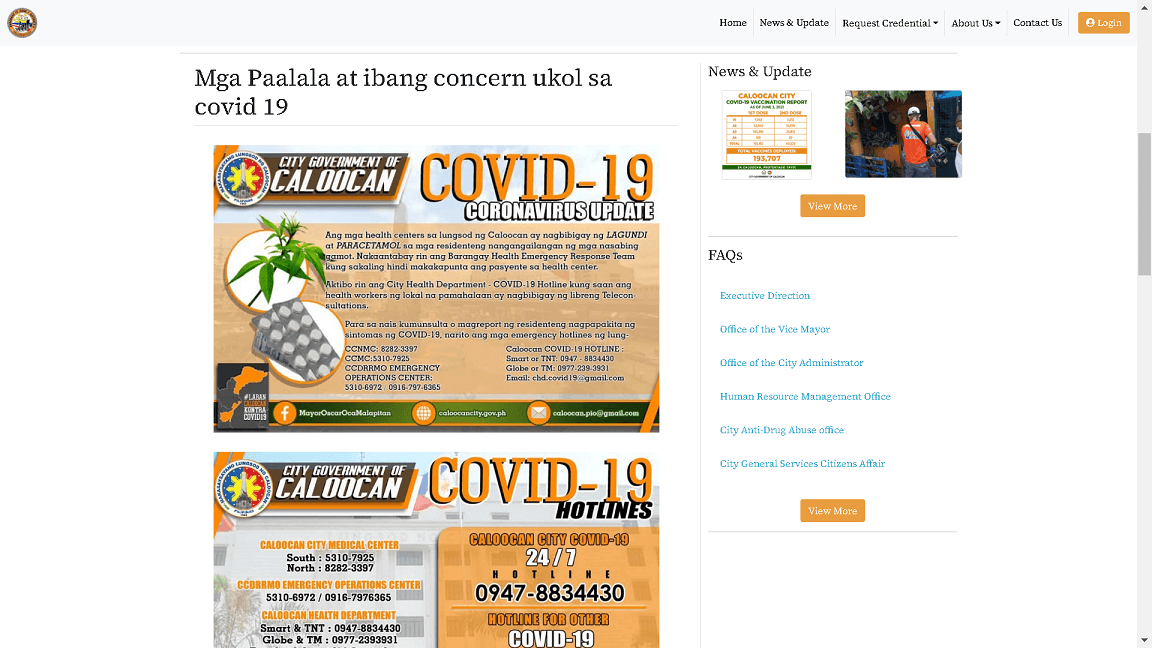 Home
News & Update
Request Credential
About Us
Contact Us
Login
Mga Paalala at ibang concern ukol sa
covid 19
CITY GOVERNMENT OF
CALOOCAN
COVID-19
CORONAVIRUS UPDATE
Ang mga health centers sa lungsod ng Caloocan ay nagbibigay ng LAGUNDI
at PARACETAMOL sa mga residenteng nangangailangan ng mga nasabing
gamot. Nakaantabay rin ang Barangay Health Emergency Response Team
kung sakaling hindi makakapunta ang pasyente sa health center.
Aktibo rin ang City Health Department - COVID-19 Hotline kung saan ang
health workers ng lokal na pamahalaan ay nagbibigay ng libreng Telecon-
sultations.
Para sa nais kumunsulta o magreport ng residenteng nagpapakita ng
sintomas ng COVID-19, narito ang mga emergency hotlines ng lung-
CCNMC: 8282-3397
CCMC:5310-7925
CCDRRMO EMERGENCY
OPERATIONS CENTER:
5310-6972 / 0916-797-6365
Caloocan COVID-19 HOTLINE :
Smart or TNT: 0947 - 8834430
Globe or TM: 0977-239-3931
Email: chd.covid19@gmail.com
#LABAN
CALOOCAN
KONTRA
COVID19
MayorOscarOcaMalapitan
caloocancity.gov.ph
caloocan.pio@gmail.com
CITY GOVERNMENT OF
CALOOCAN
COVID-19
HOTLINES
CALOOCAN CITY MEDICAL CENTER
South : 5310-7925
North : 8282-3397
CCDRRMO EMERGENCY OPERATIONS CENTER
5310-6972 / 0916-7976365
CALOOCAN HEALTH DEPARTMENT
Smart & TNT : 0947-8834430
Globe & TM : 0977-2393931
CALOOCAN CITY COVID-19
24 / 7
HOTLINE
0947-8834430
HOTLINE FOR OTHER
COVID-19
News & Update
CALOOCAN CITY
COVID-19 VACCINATION REPORT
AS OF JUNE 3, 2021
1ST DOSE
2ND DOSE
TOTAL VACCINES DEPLOYED:
193,707
View More
FAQs
Executive Direction
Office of the Vice Mayor
Office of the City Administrator
Human Resource Management Office
City Anti-Drug Abuse office
City General Services Citizens Affair
View More